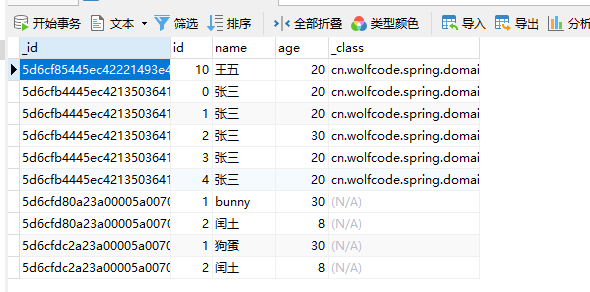 开始事务 文本 筛选 排序 全部折叠 类型颜色 导入 导出 分析
_id id name age _class
5d6cf85445ec42221493e4 10 王五 20 cn.wolfcode.spring.domai
5d6cfb4445ec4213503641 0 张三 20 cn.wolfcode.spring.domai
5d6cfb4445ec4213503641 1 张三 20 cn.wolfcode.spring.domai
5d6cfb4445ec4213503641 2 张三 30 cn.wolfcode.spring.domai
5d6cfb4445ec4213503641 3 张三 20 cn.wolfcode.spring.domai
5d6cfb4445ec4213503641 4 张三 20 cn.wolfcode.spring.domai
5d6cfd80a23a00005a0070 1 bunny 30 (N/A)
5d6cfd80a23a00005a0070 2 闰土 8 (N/A)
5d6cfdc2a23a00005a0070 1 狗蛋 30 (N/A)
5d6cfdc2a23a00005a0070 2 闰土 8 (N/A)